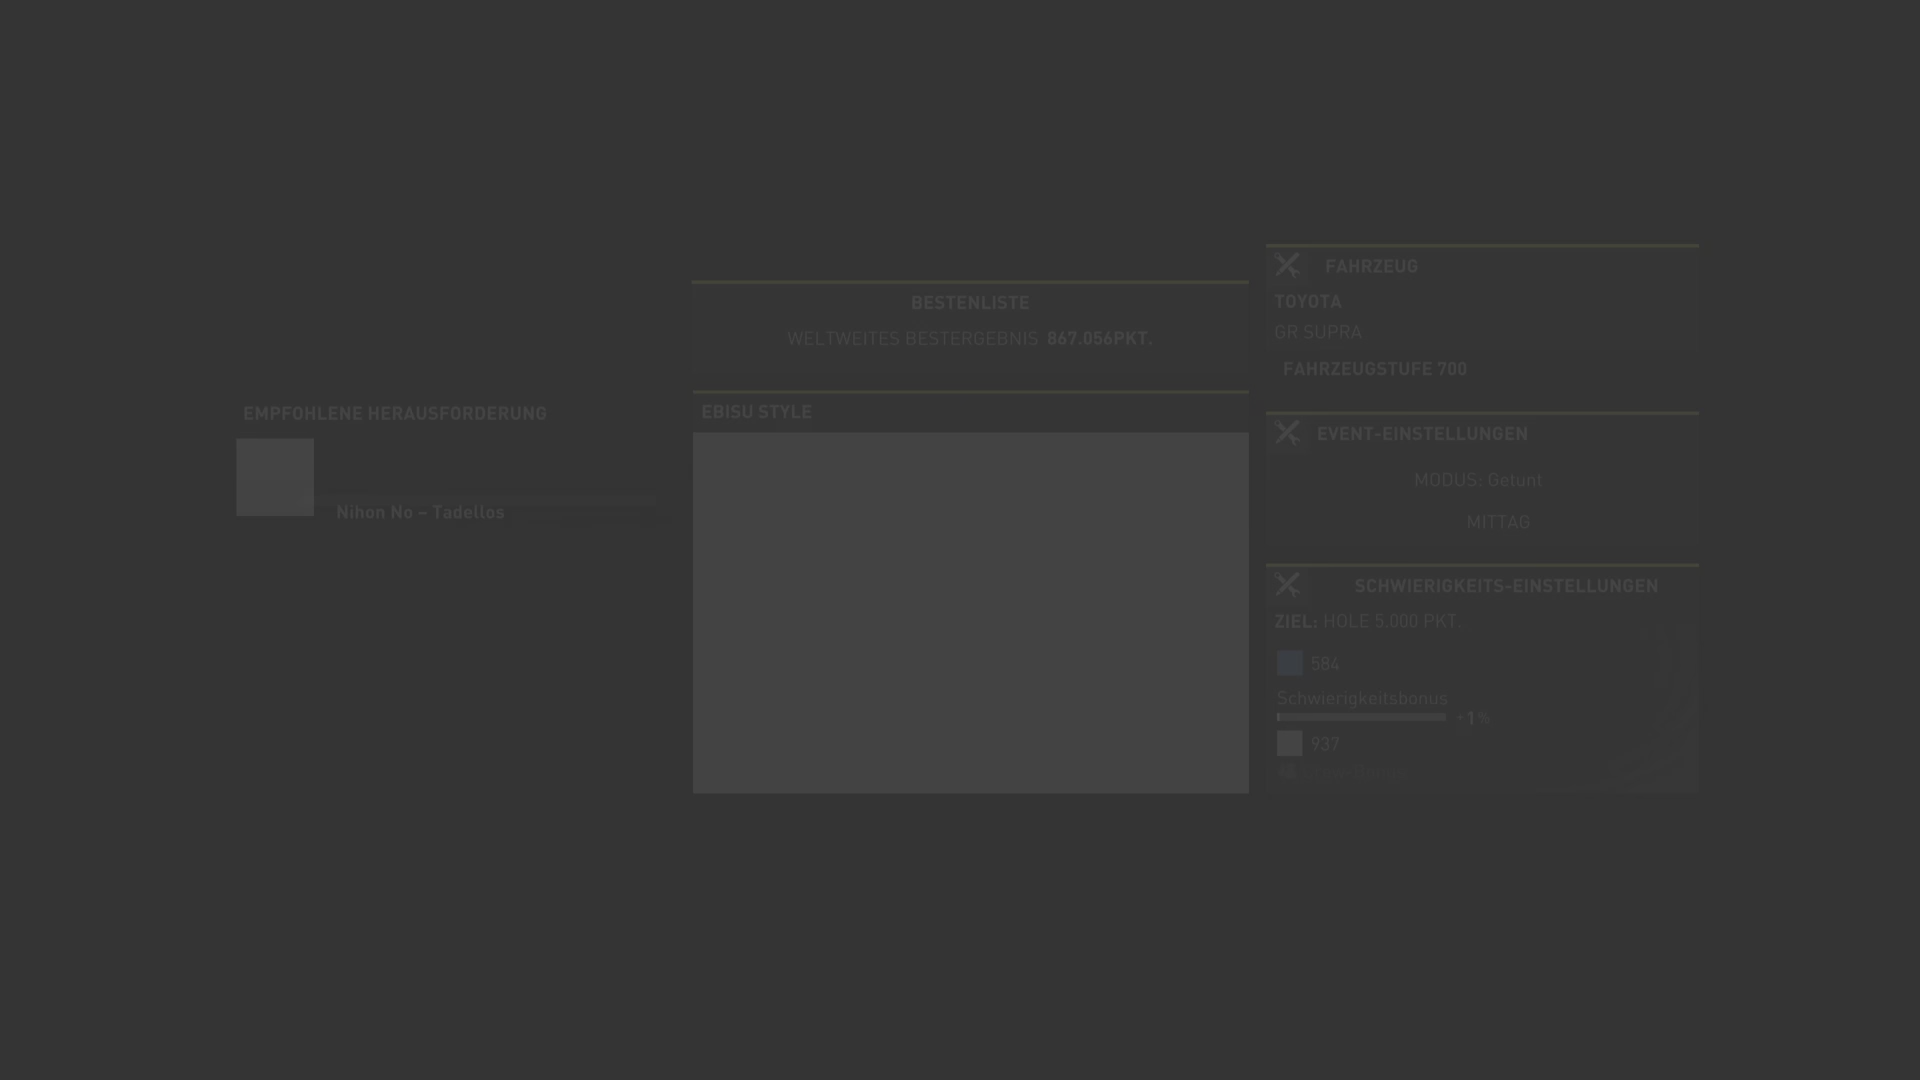 EMPFOHLENE HERAUSFORDERUNG
Nihon No – Tadellos
BESTENLISTE
WELTWEITES BESTERGEBNIS 867.056PKT.
EBISU STYLE
FAHRZEUG
TOYOTA
GR SUPRA
FAHRZEUGSTUFE 700
EVENT-EINSTELLUNGEN
MODUS: Getunt
MITTAG
SCHWIERIGKEITS-EINSTELLUNGEN
ZIEL: HOLE 5.000 PKT.
584
Schwierigkeitsbonus
+1%
937